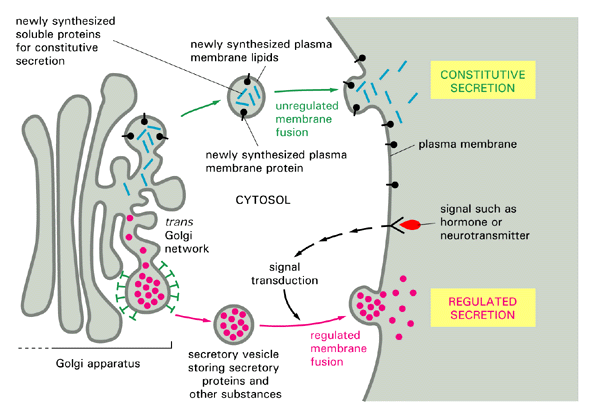 newly synthesized
soluble proteins
for constitutive
secretion
newly synthesized plasma
membrane lipids
CONSTITUTIVE
SECRETION
unregulated
membrane
fusion
newly synthesized plasma
membrane protein
plasma membrane
CYTOSOL
trans
Golgi
network
signal such as
hormone or
neurotransmitter
signal
transduction
REGULATED
SECRETION
regulated
membrane
fusion
secretory vesicle
storing secretory
proteins and
other substances
Golgi apparatus